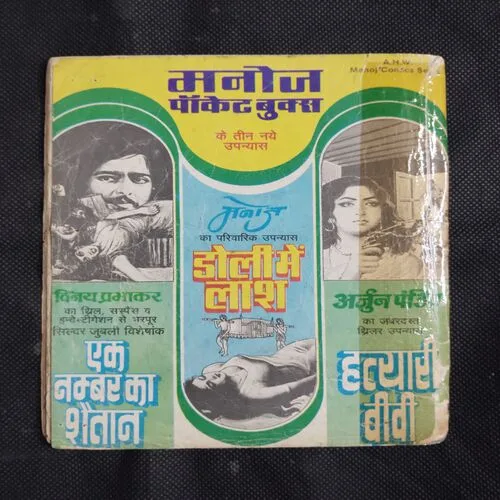 A.H.W.
मनोज
पॉकेट बुक्स
के तीन नये
उपन्यास
मनोज
का परिवारिक उपन्यास
डोली में
लाश
विनय प्रभाकर
का थ्रिल, सस्पैंस व
इन्वेस्टीगेशन से भरपूर
सिल्वर जुबली विशेषांक
एक
नम्बर का
शैतान
अर्जुन
का जबरदस्त
थ्रिलर उपन्यास
हत्यारी
बीवी